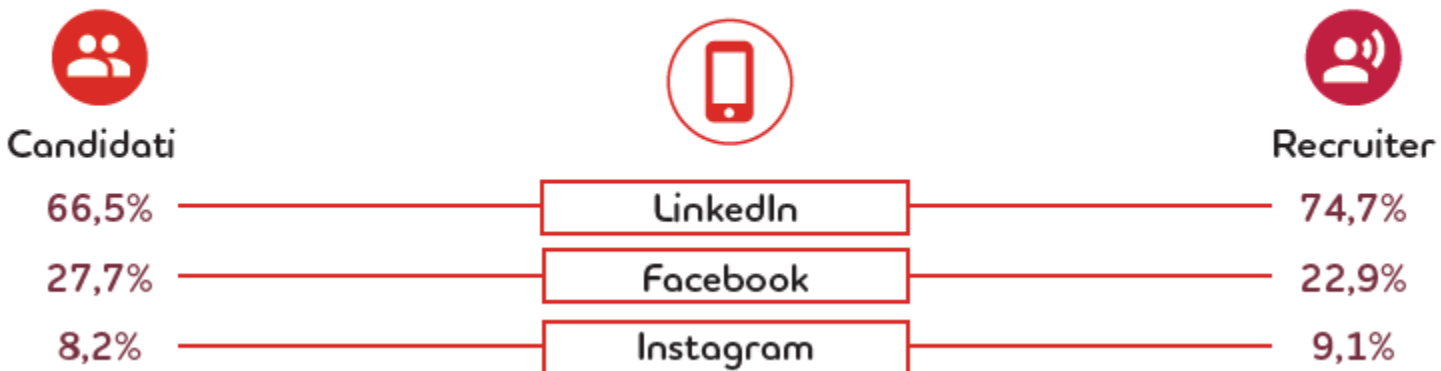 Candidati Recruiter
66,5% LinkedIn 74,7%
27,7% Facebook 22,9%
8,2% Instagram 9,1%